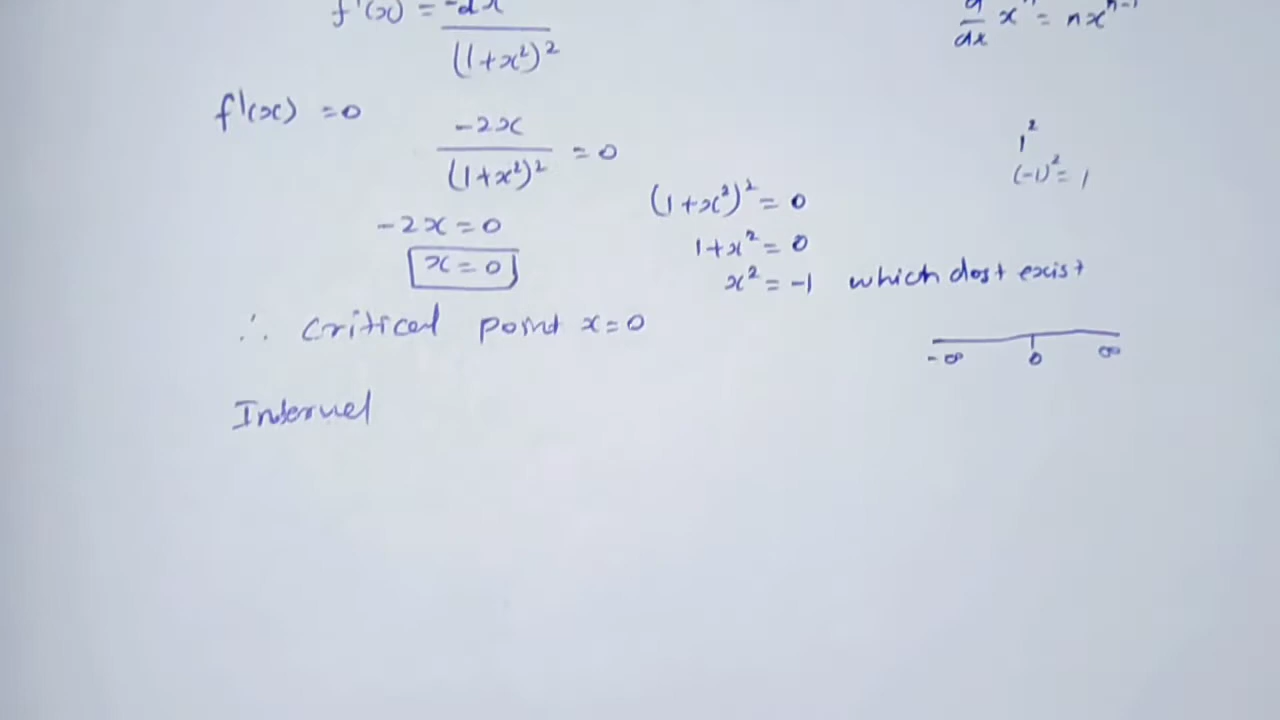 f'(x) = -2x / (1+x²)²
d/dx xⁿ = nxⁿ⁻¹
f'(x) = 0
-2x / (1+x²)² = 0
1²
(-1)² = 1
(1+x²)² = 0
-2x = 0
1+x² = 0
x = 0
x² = -1 which dost exist
∴ Critical point x = 0
-∞ 0 ∞
Interval